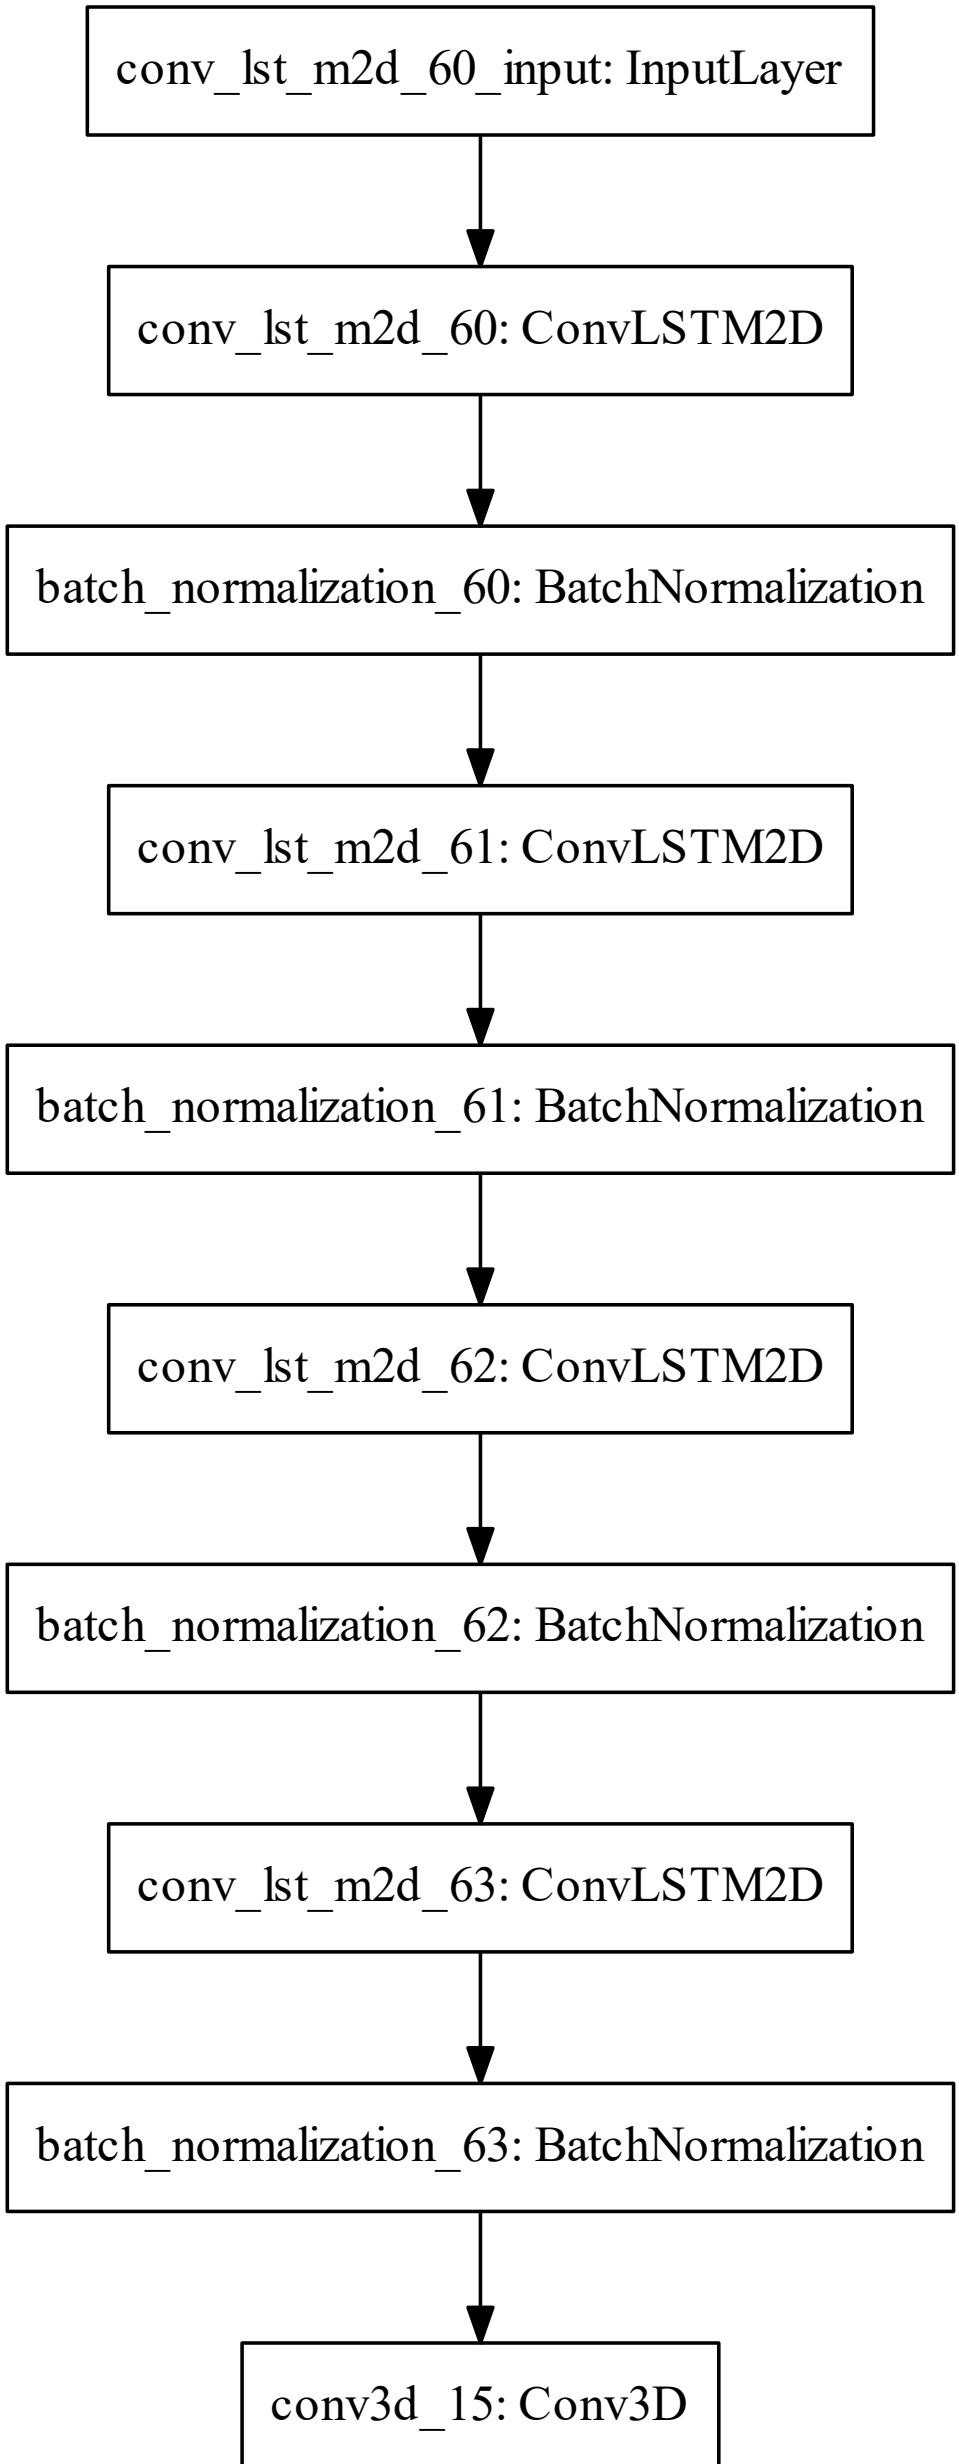 conv_lst_m2d_60_input: InputLayer
conv_lst_m2d_60: ConvLSTM2D
batch_normalization_60: BatchNormalization
conv_lst_m2d_61: ConvLSTM2D
batch_normalization_61: BatchNormalization
conv_lst_m2d_62: ConvLSTM2D
batch_normalization_62: BatchNormalization
conv_lst_m2d_63: ConvLSTM2D
batch_normalization_63: BatchNormalization
conv3d_15: Conv3D